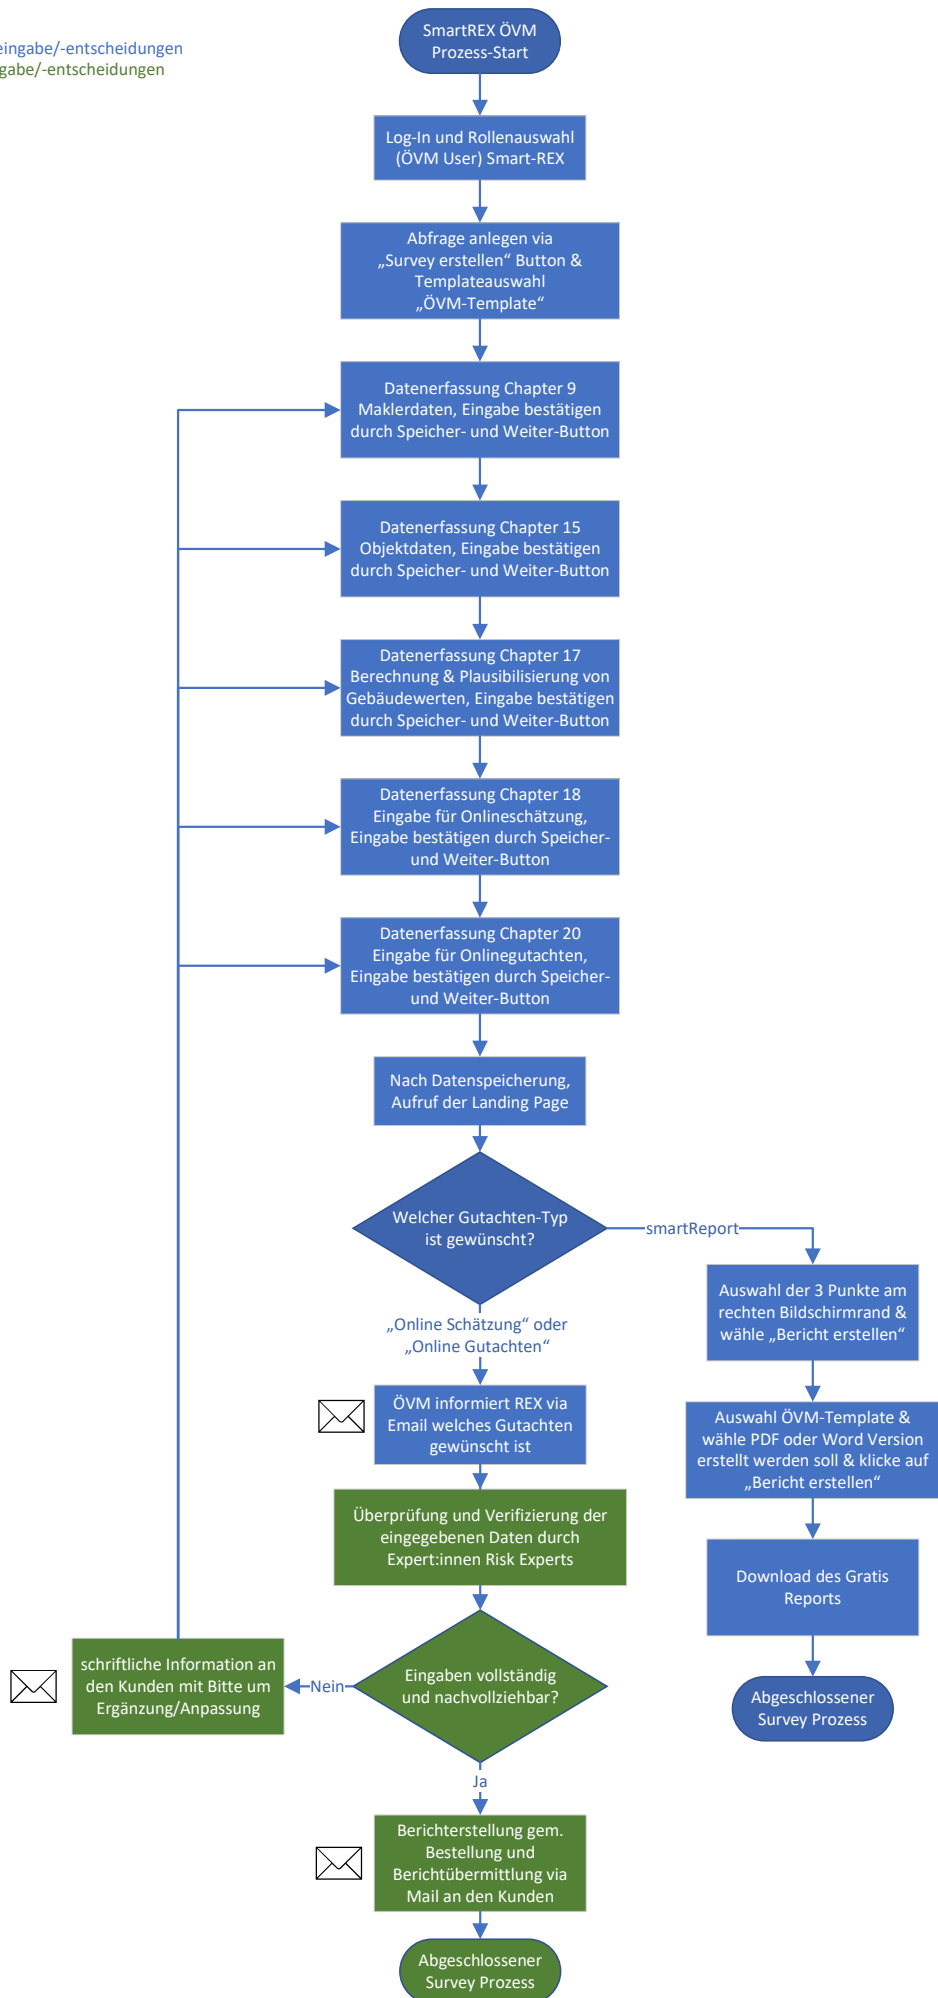 SmartREX ÖVM
Prozess-Start
eingabe/-entscheidungen
gabe/-entscheidungen
Log-In und Rollenauswahl
(ÖVM User) Smart-REX
Abfrage anlegen via
„Survey erstellen“ Button &
Templateauswahl
„ÖVM-Template“
Datenerfassung Chapter 9
Maklerdaten, Eingabe bestätigen
durch Speicher- und Weiter-Button
Datenerfassung Chapter 15
Objektdaten, Eingabe bestätigen
durch Speicher- und Weiter-Button
Datenerfassung Chapter 17
Berechnung & Plausibilisierung von
Gebäudewerten, Eingabe bestätigen
durch Speicher- und Weiter-Button
Datenerfassung Chapter 18
Eingabe für Onlineschätzung,
Eingabe bestätigen durch Speicher-
und Weiter-Button
Datenerfassung Chapter 20
Eingabe für Onlinegutachten,
Eingabe bestätigen durch Speicher-
und Weiter-Button
Nach Datenspeicherung,
Aufruf der Landing Page
Welcher Gutachten-Typ
ist gewünscht?
smartReport
Auswahl der 3 Punkte am
rechten Bildschirmrand &
wähle „Bericht erstellen“
„Online Schätzung“ oder
„Online Gutachten“
ÖVM informiert REX via
Email welches Gutachten
gewünscht ist
Auswahl ÖVM-Template &
wähle PDF oder Word Version
erstellt werden soll & klicke auf
„Bericht erstellen“
Überprüfung und Verifizierung der
eingegebenen Daten durch
Expert:innen Risk Experts
Download des Gratis
Reports
schriftliche Information an
den Kunden mit Bitte um
Ergänzung/Anpassung
Nein
Eingaben vollständig
und nachvollziehbar?
Abgeschlossener
Survey Prozess
Ja
Berichterstellung gem.
Bestellung und
Berichtübermittlung via
Mail an den Kunden
Abgeschlossener
Survey Prozess